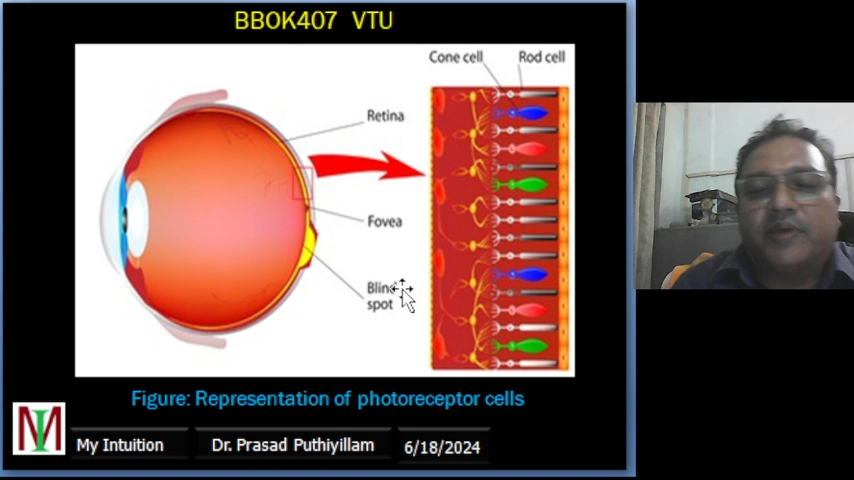 BBOK407 VTU
Cone cell
Rod cell
Retina
Fovea
Blind
spot
Figure: Representation of photoreceptor cells
My Intuition
Dr. Prasad Puthiyillam
6/18/2024